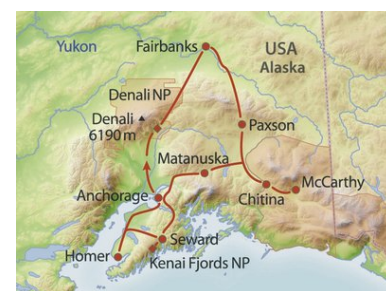 Yukon
Fairbanks
USA
Alaska
Denali NP
Denali
6190 m
Paxson
Matanuska
McCarthy
Chitina
Anchorage
Seward
Homer
Kenai Fjords NP